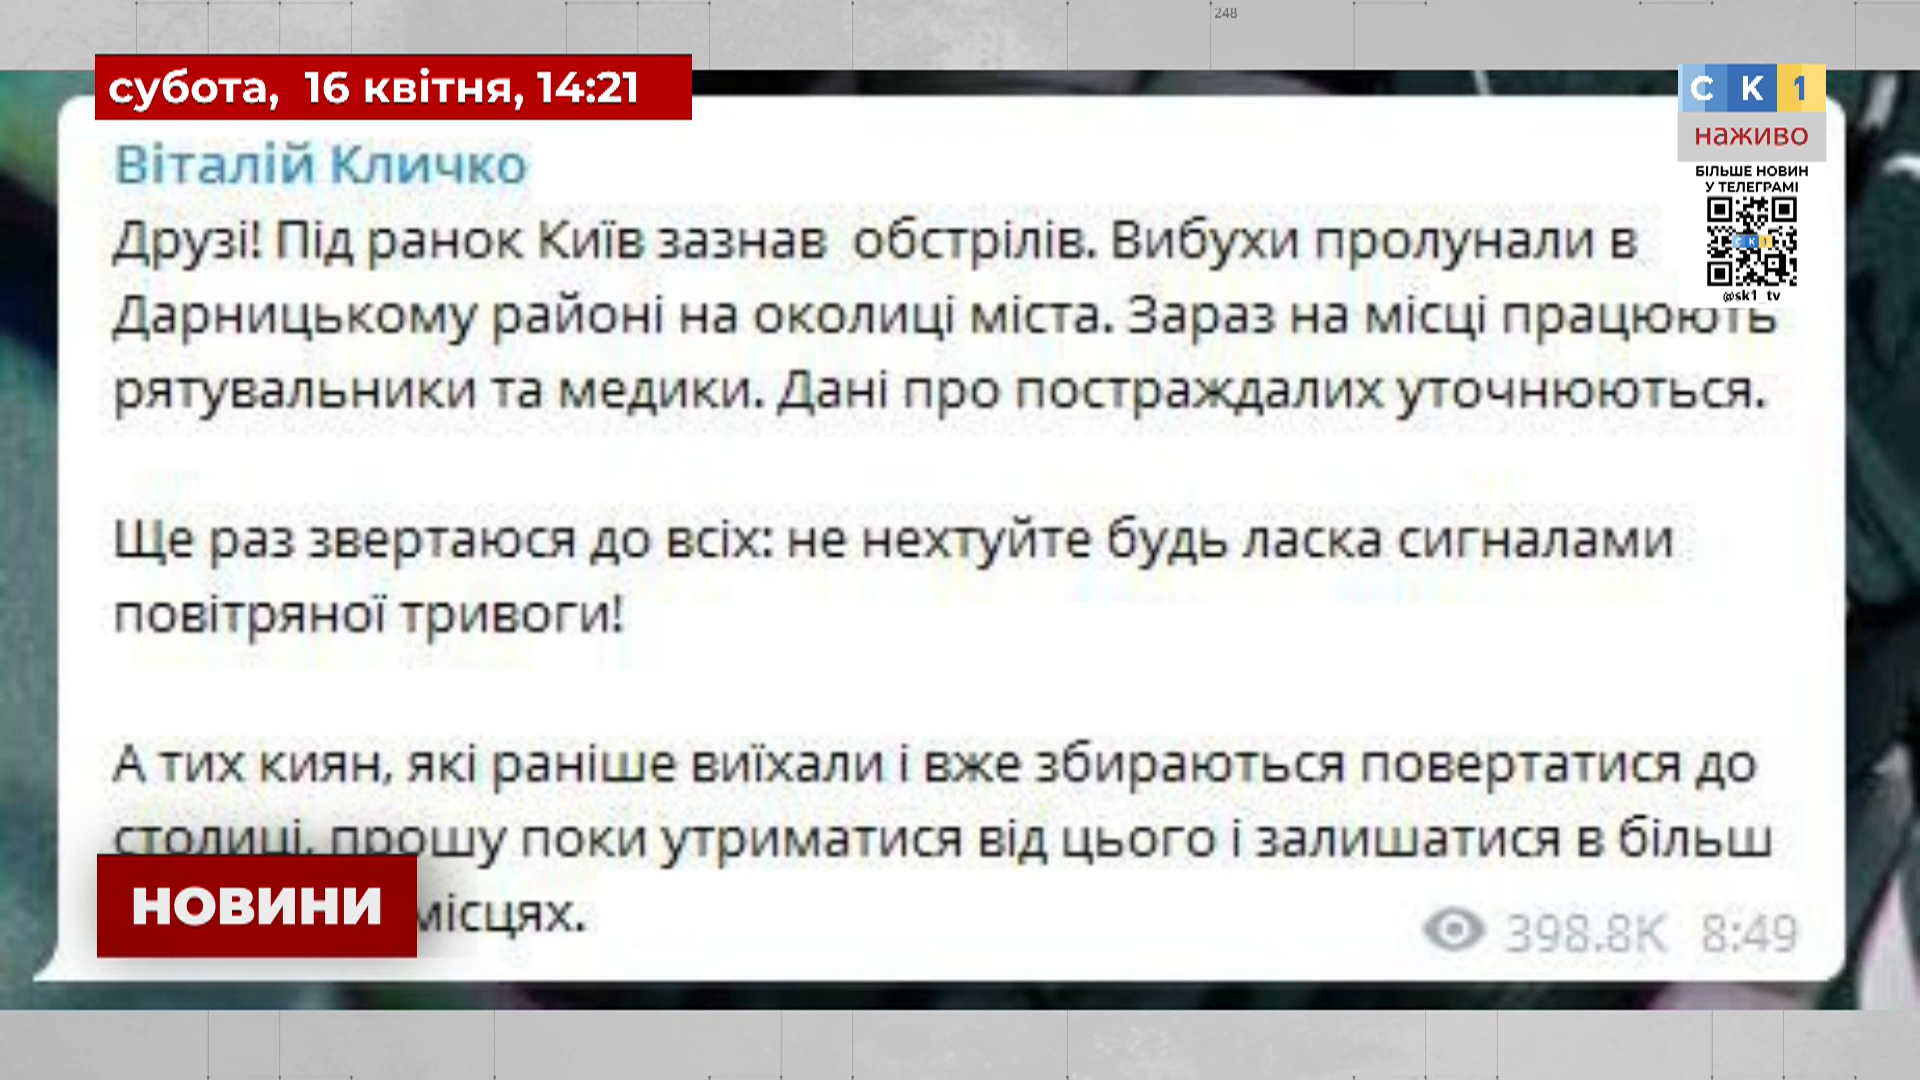 248
субота, 16 квітня, 14:21
СК1
наживо
БІЛЬШЕ НОВИН
У ТЕЛЕГРАМІ
СК1
@sk1_tv
Віталій Кличко
Друзі! Під ранок Київ зазнав обстрілів. Вибухи пролунали в
Дарницькому районі на околиці міста. Зараз на місці працюють
рятувальники та медики. Дані про постраждалих уточнюються.
Ще раз звертаюся до всіх: не нехтуйте будь ласка сигналами
повітряної тривоги!
А тих киян, які раніше виїхали і вже збираються повертатися до
столиці, прошу поки утриматися від цього і залишатися в більш
місцях.
398.8K 8:49
НОВИНИ